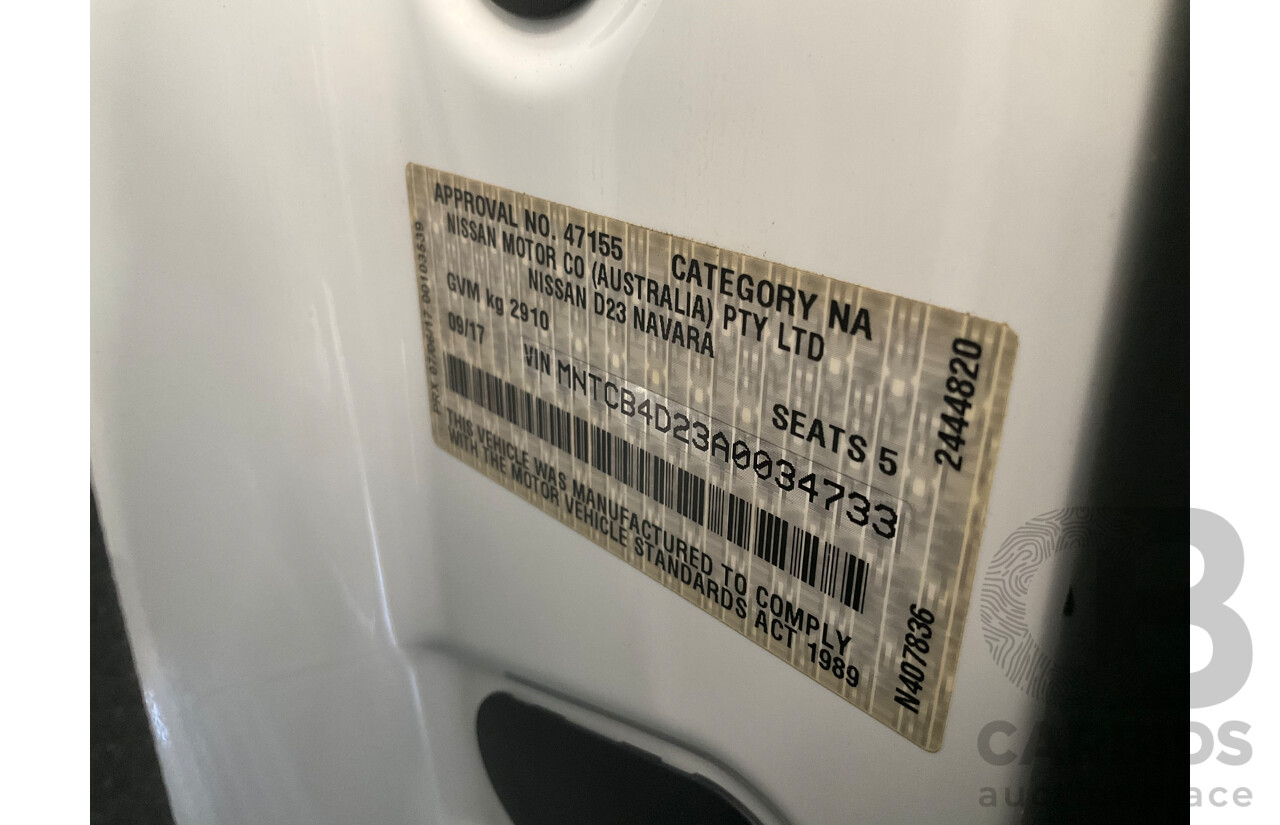 APPROVAL NO. 47155 CATEGORY NA
NISSAN MOTOR CO (AUSTRALIA) PTY LTD
NISSAN D23 NAVARA
GVM kg 2910 SEATS 5
09/17 VIN MNTCB4D23A0034733
THIS VEHICLE WAS MANUFACTURED TO COMPLY
WITH THE MOTOR VEHICLE STANDARDS ACT 1989
2444820
N407836
00103539